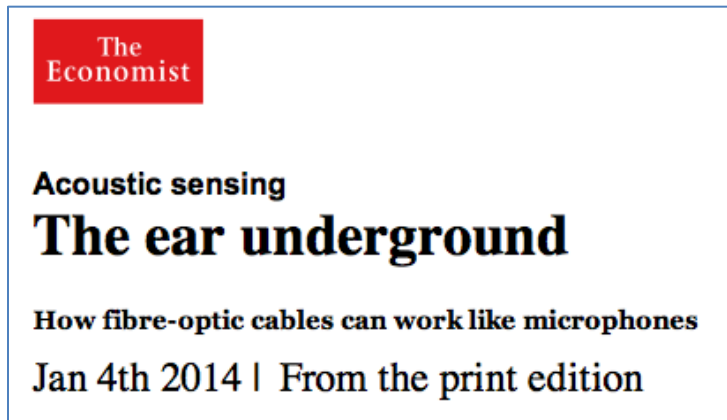 The
Economist
Acoustic sensing
The ear underground
How fibre-optic cables can work like microphones
Jan 4th 2014 | From the print edition